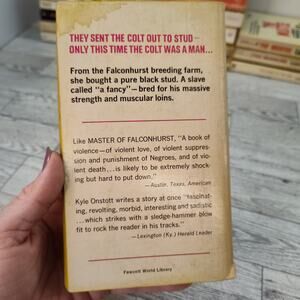 THEY SENT THE COLT OUT TO STUD—
ONLY THIS TIME THE COLT WAS A MAN...
From the Falconhurst breeding farm,
she bought a pure black stud. A slave
called "a fancy"—bred for his massive
strength and muscular loins.
Like MASTER OF FALCONHURST, "A book of
violence—of violent love, of violent suppres-
sion and punishment of Negroes, and of vio-
lent death...is likely to be extremely shock-
ing but hard to put down."
—Austin, Texas, American
Kyle Onstott writes a story at once "fascinat-
ing, revolting, morbid, interesting and sadistic
...which strikes with a sledge-hammer blow
fit to rock the reader in his tracks."
—Lexington (Ky.) Herald Leader
Fawcett World Library